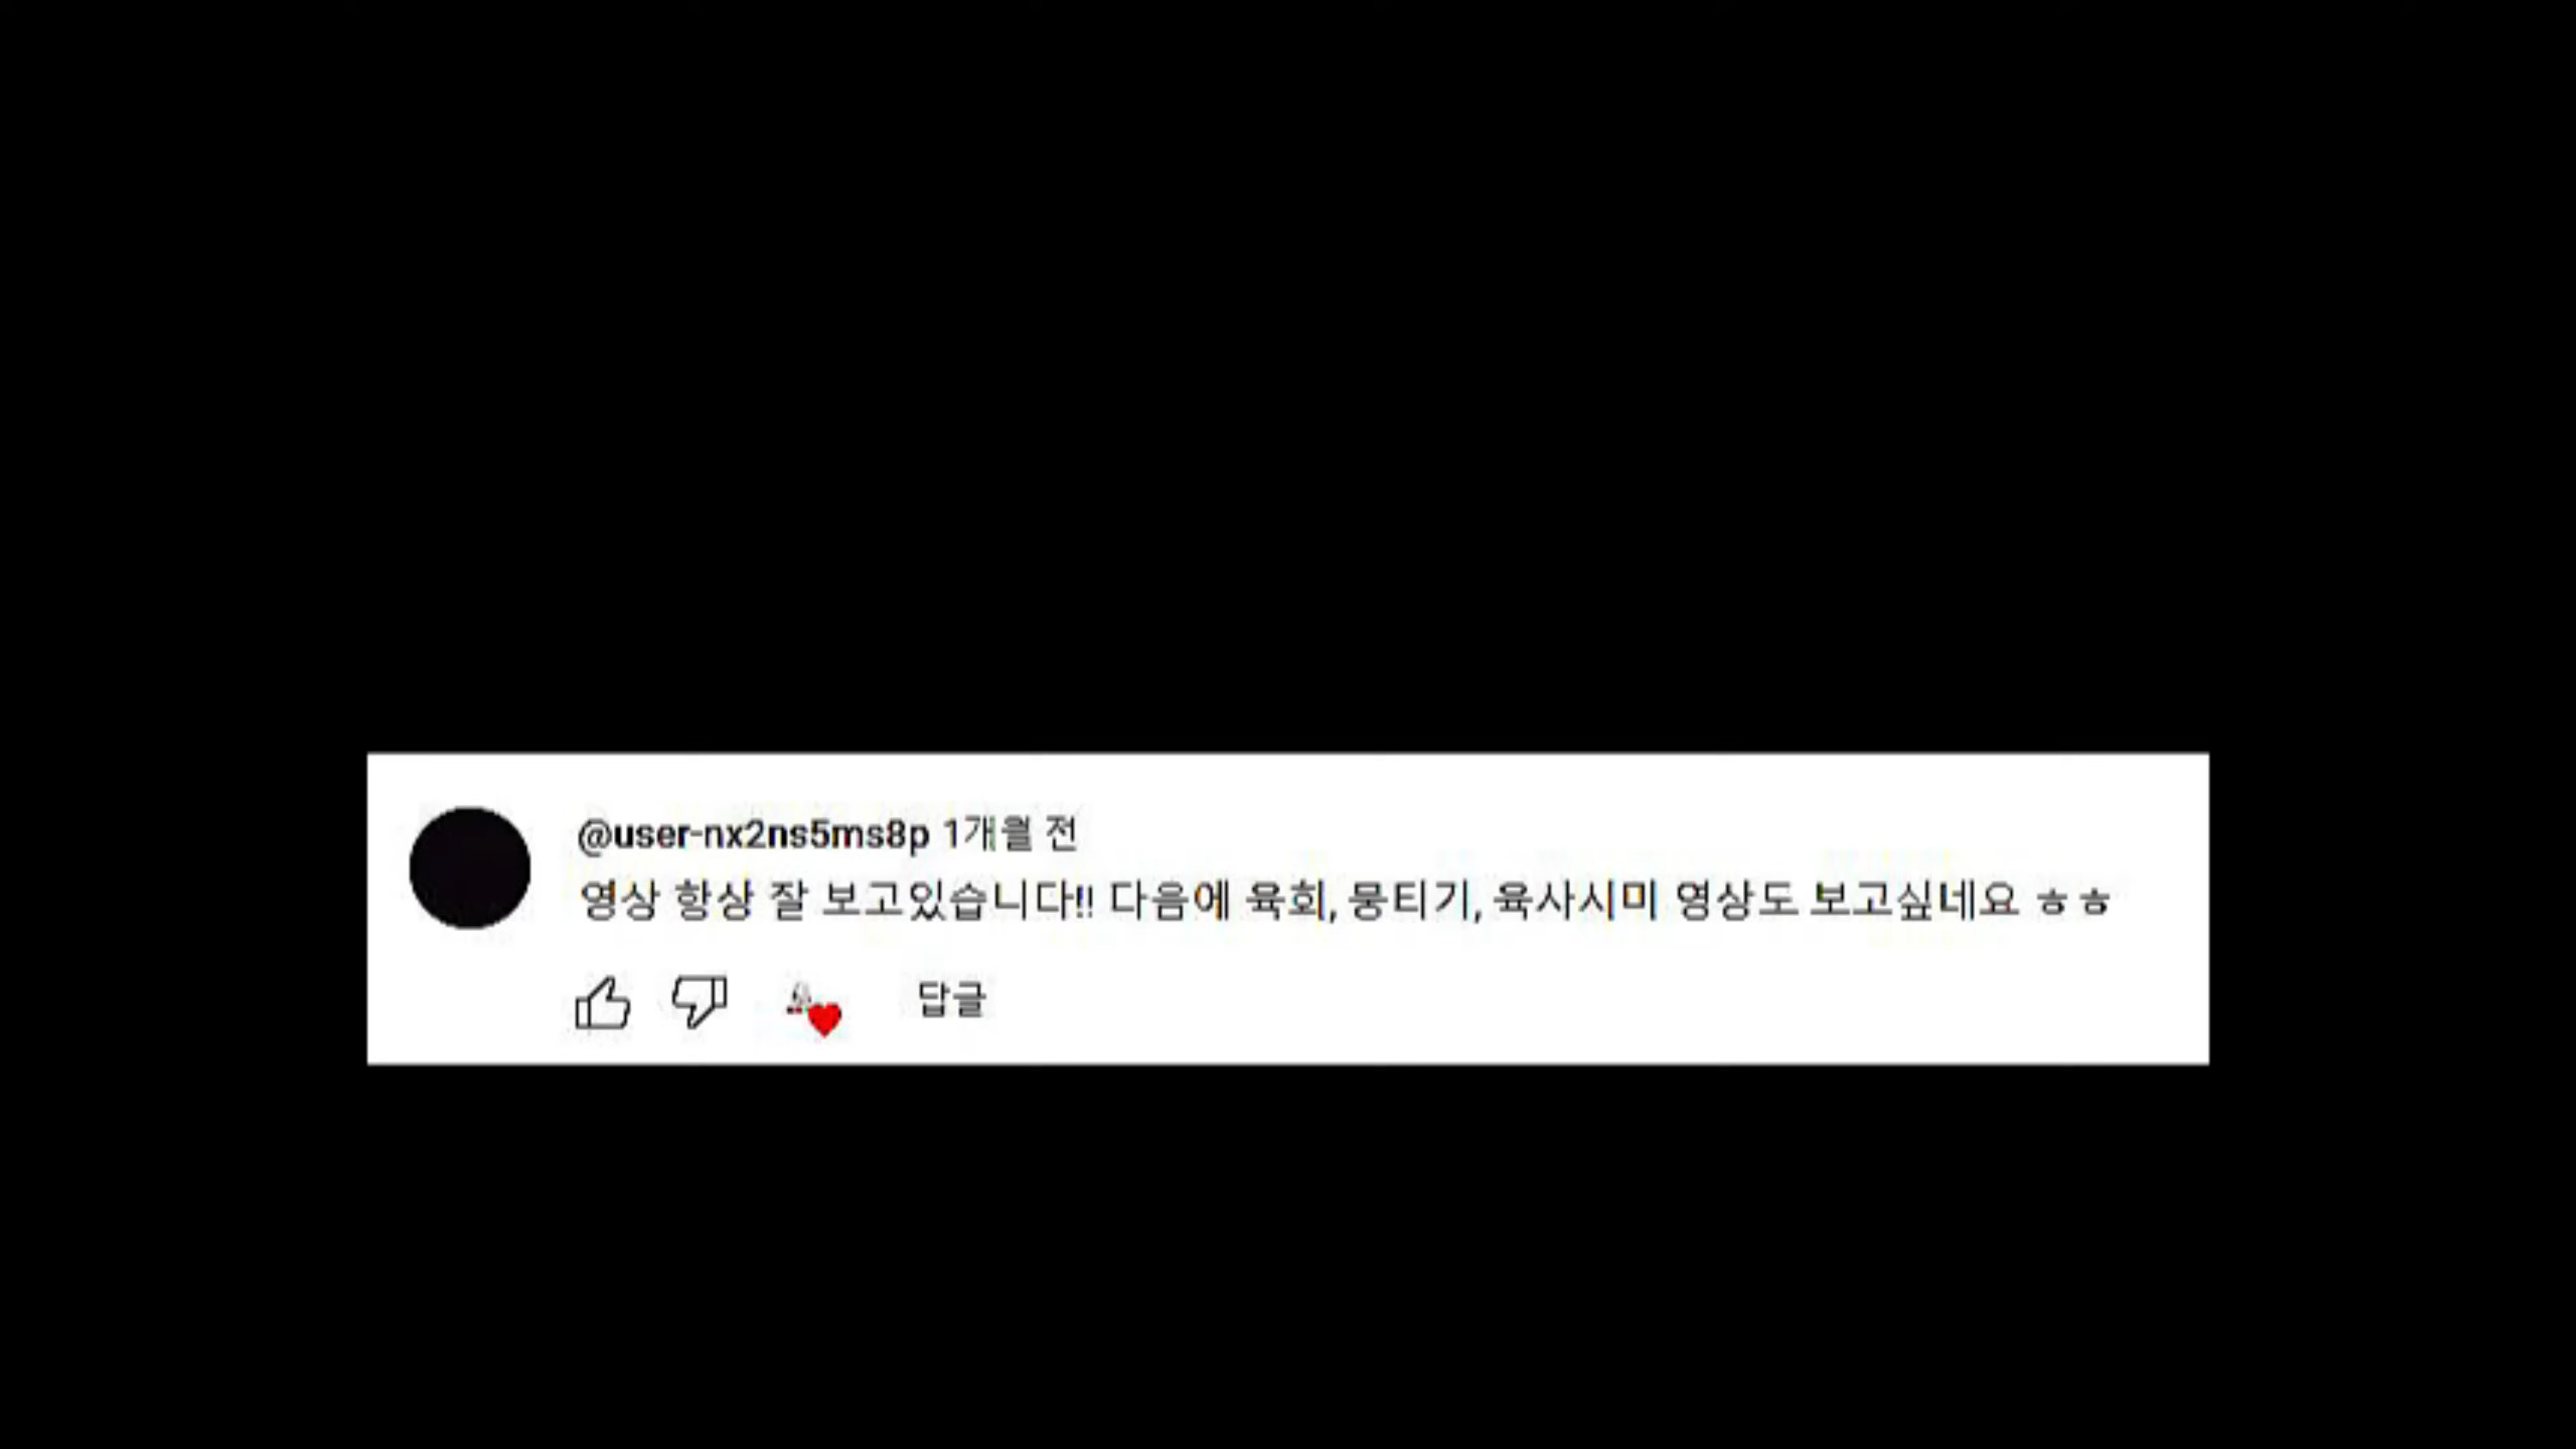 @user-nx2ns5ms8p 1개월 전
영상 항상 잘 보고있습니다!! 다음에 육회, 뭉티기, 육사시미 영상도 보고싶네요 ㅎㅎ
답글